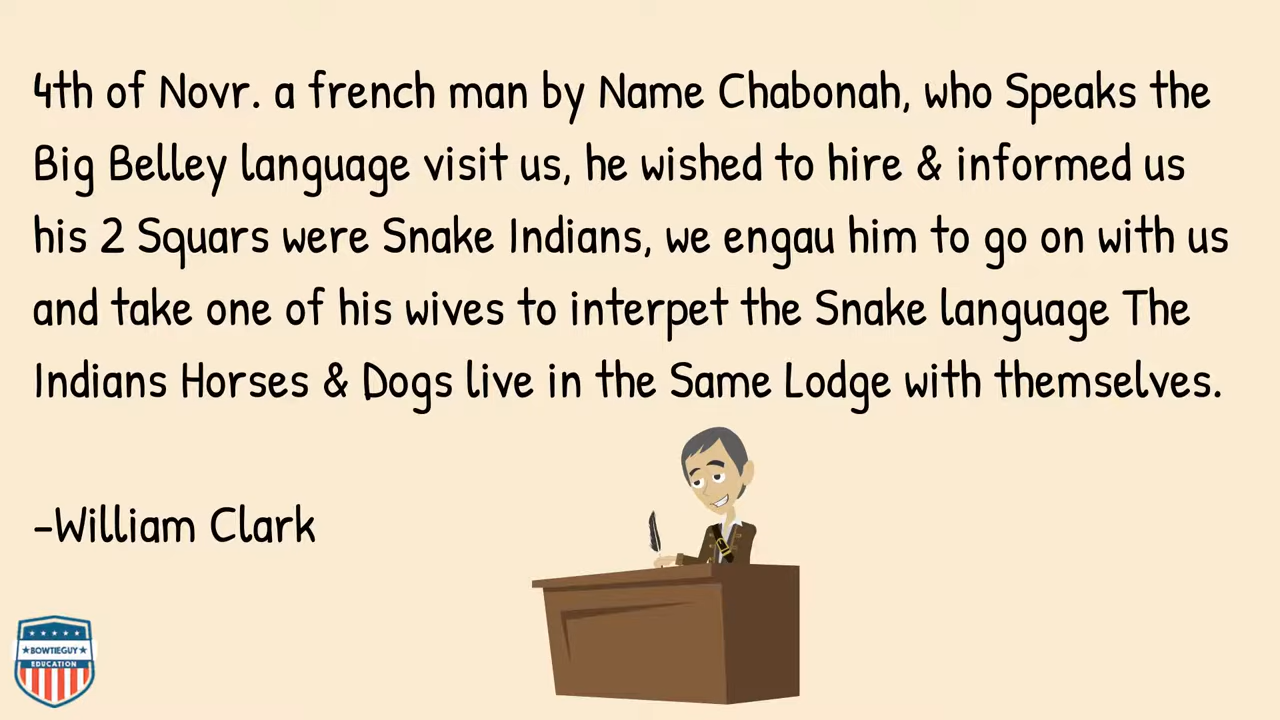 4th of Novr. a french man by Name Chabonah, who Speaks the
Big Belley language visit us, he wished to hire & informed us
his 2 Squars were Snake Indians, we engau him to go on with us
and take one of his wives to interpet the Snake language The
Indians Horses & Dogs live in the Same Lodge with themselves.
-William Clark
BOWTIEGUY
EDUCATION